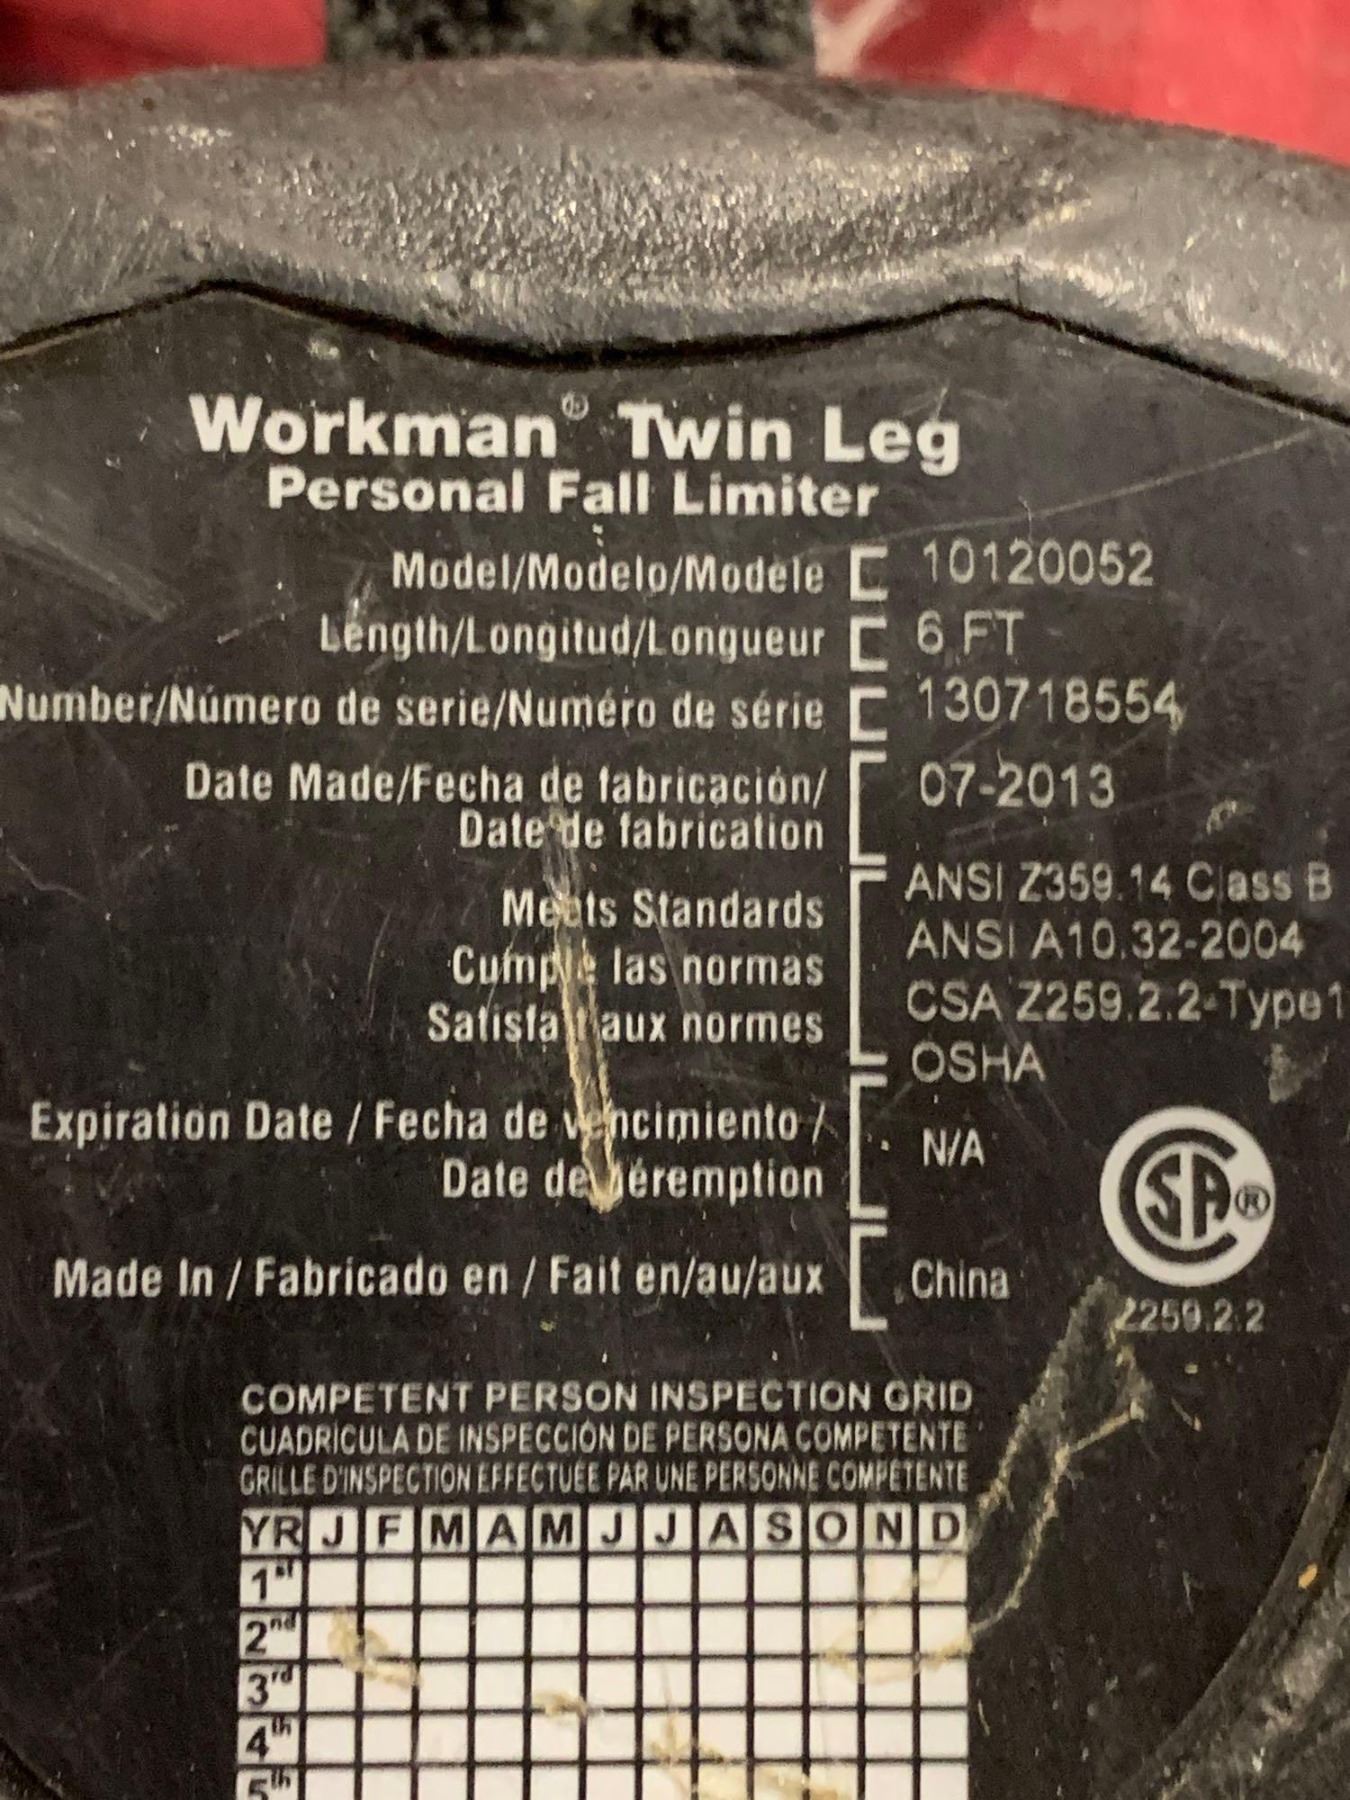 Workman® Twin Leg
Personal Fall Limiter
Model/Modelo/Modèle 10120052
Length/Longitud/Longueur 6 FT
Number/Número de serie/Numéro de série 130718554
Date Made/Fecha de fabricación/ 07-2013
Date de fabrication
ANSI Z359.14 Class B
Meets Standards ANSI A10.32-2004
Cumple las normas CSA Z259.2.2-Type1
Satisfait aux normes OSHA
Expiration Date / Fecha de vencimiento / N/A
Date de péremption
CSA®
Made In / Fabricado en / Fait en/au/aux China
Z259.2.2
COMPETENT PERSON INSPECTION GRID
CUADRÍCULA DE INSPECCIÓN DE PERSONA COMPETENTE
GRILLE D'INSPECTION EFFECTUÉE PAR UNE PERSONNE COMPÉTENTE
YR J F M A M J J A S O N D
1st
2nd
3rd
4th
5th